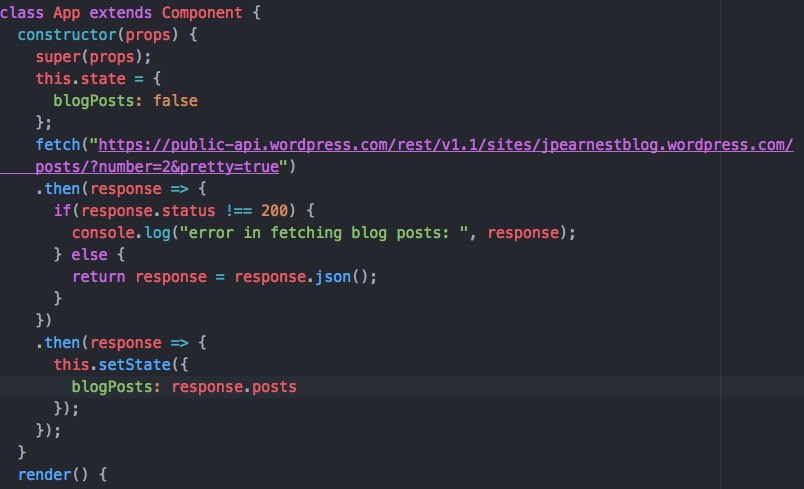 class App extends Component {
constructor(props) {
super(props);
this.state = {
blogPosts: false
};
fetch("https://public-api.wordpress.com/rest/v1.1/sites/jpearnestblog.wordpress.com/
posts/?number=2&pretty=true")
.then(response => {
if(response.status !== 200) {
console.log("error in fetching blog posts: ", response);
} else {
return response = response.json();
}
})
.then(response => {
this.setState({
blogPosts: response.posts
});
});
}
render() {